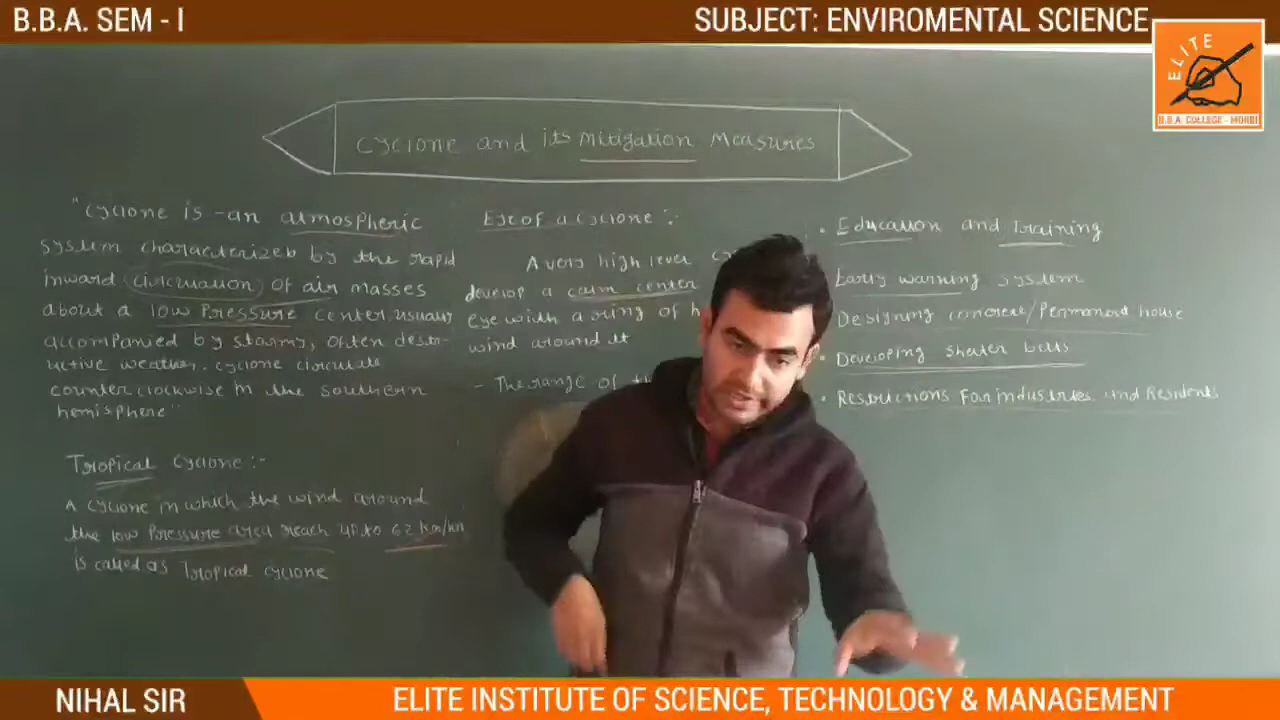 B.B.A. SEM - I
SUBJECT: ENVIROMENTAL SCIENCE
ELITE
B.B.A. COLLEGE - MORBI
Cyclone and its Mitigation Measures
"Cyclone is - an atmospheric
system characterized by the rapid
inward circulation of air masses
about a low Pressure center usually
accompanied by stormy, Often destr-
uctive weather. cyclone circulate
counter clockwise in the southern
hemisphere"
Tropical Cyclone :-
A cyclone in which the wind around
the low Pressure area reach up to 62 km/hr
is called as Tropical cyclone
Eye of a Cyclone :-
A very high level
develop a calm center
eye with a ring of
wind around it
- The range of
• Education and Training
Early warning system
Designing concrete/Permanent house
• Developing shelter belts
• Restrictions For industries and Residents
NIHAL SIR
ELITE INSTITUTE OF SCIENCE, TECHNOLOGY & MANAGEMENT